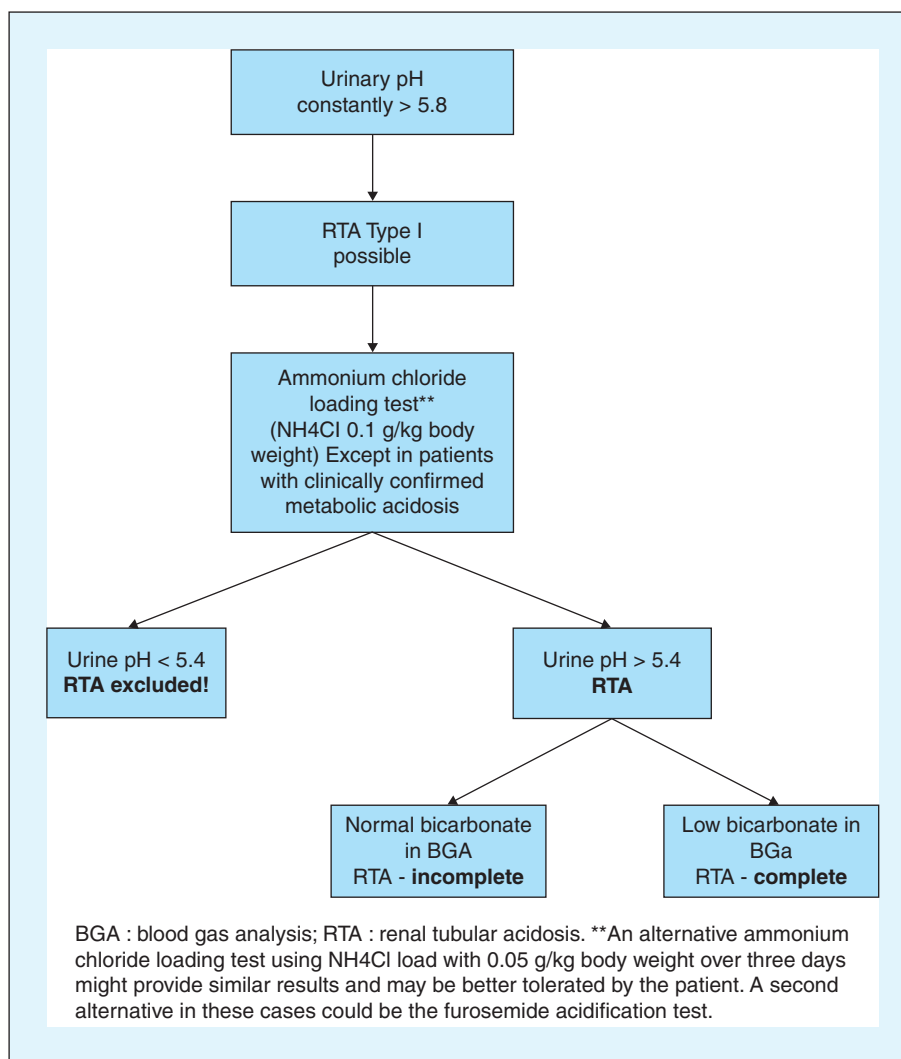 Urinary pH
constantly > 5.8
RTA Type I
possible
Ammonium chloride
loading test**
(NH4Cl 0.1 g/kg body
weight) Except in patients
with clinically confirmed
metabolic acidosis
Urine pH < 5.4
RTA excluded!
Urine pH > 5.4
RTA
Normal bicarbonate
in BGA
RTA - incomplete
Low bicarbonate in
BGa
RTA - complete
BGA : blood gas analysis; RTA : renal tubular acidosis. **An alternative ammonium
chloride loading test using NH4Cl load with 0.05 g/kg body weight over three days
might provide similar results and may be better tolerated by the patient. A second
alternative in these cases could be the furosemide acidification test.